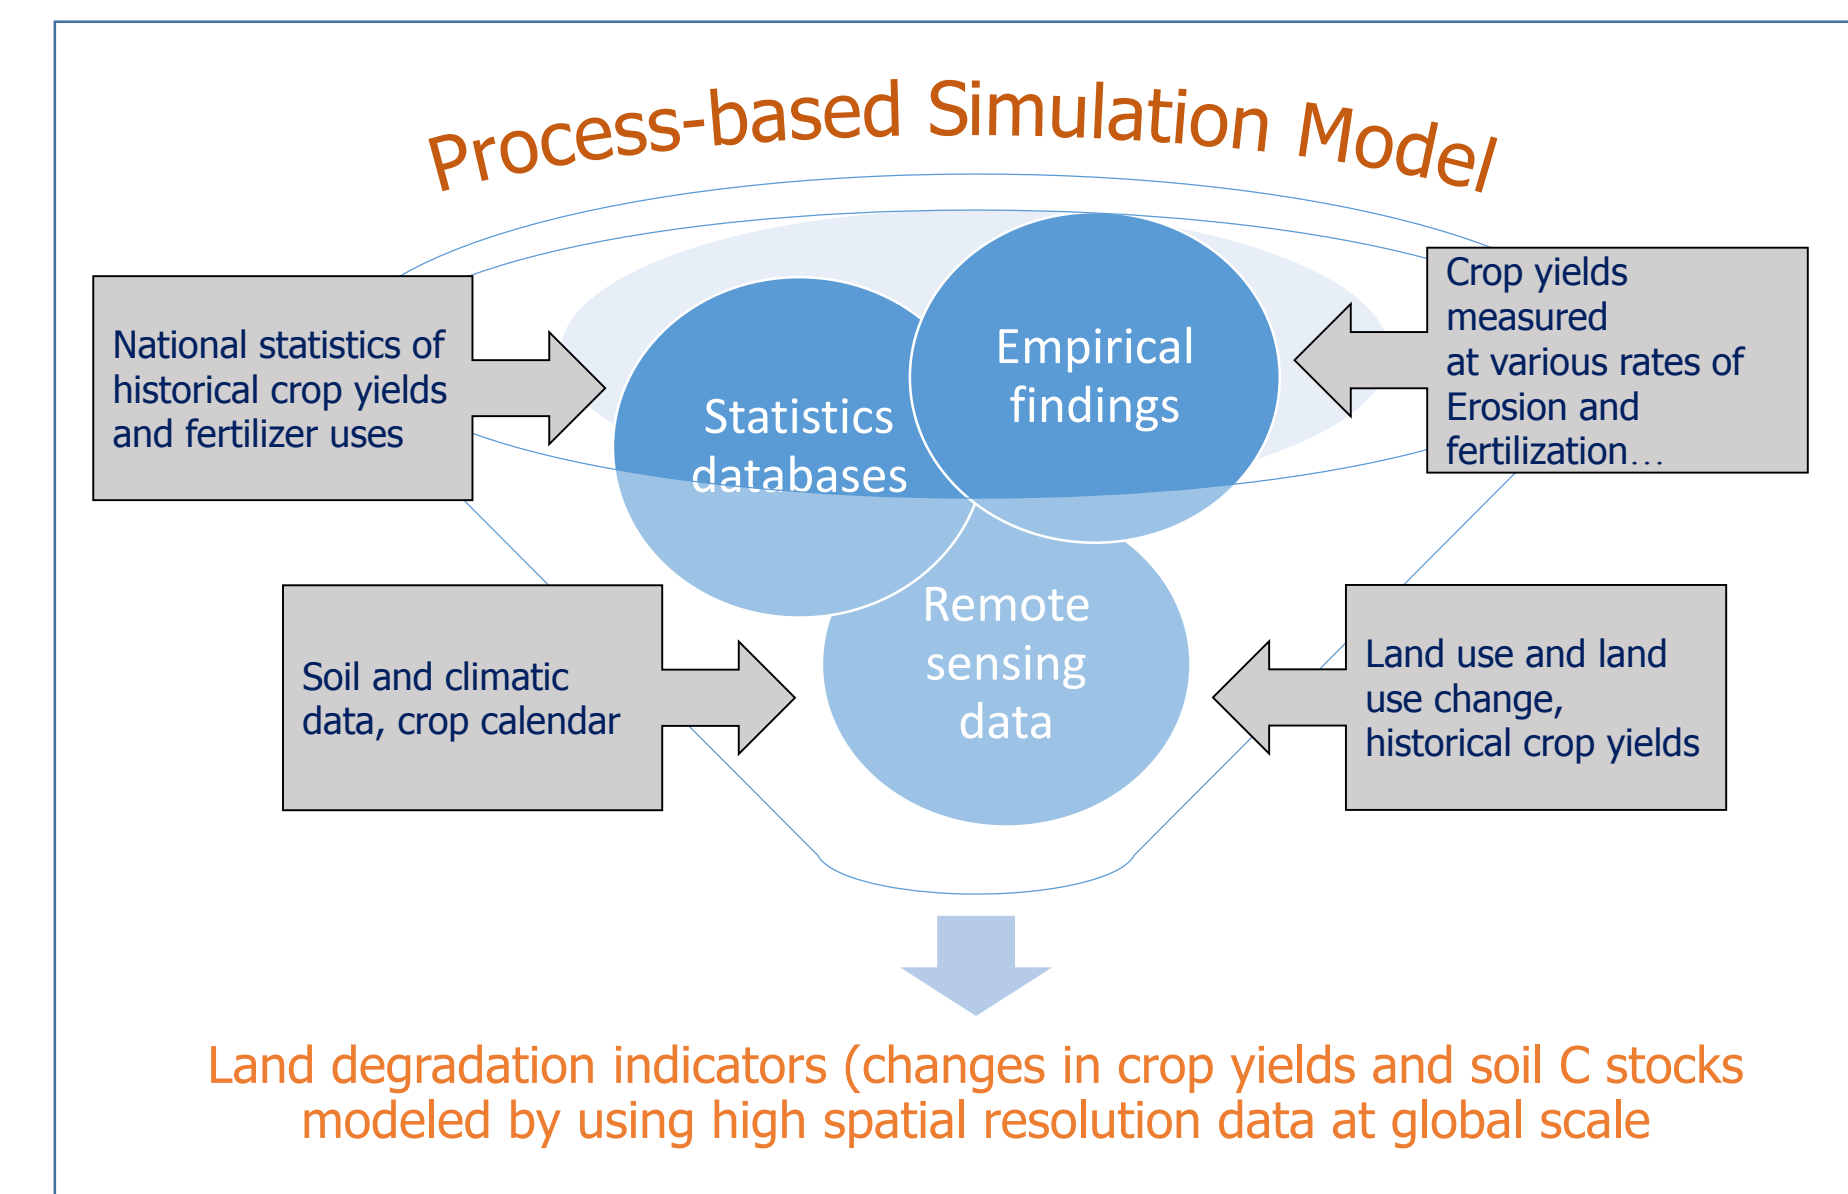 Process-based Simulation Model
National statistics of
historical crop yields
and fertilizer uses
Statistics
databases
Empirical
findings
Crop yields
measured
at various rates of
Erosion and
fertilization…
Soil and climatic
data, crop calendar
Remote
sensing
data
Land use and land
use change,
historical crop yields
Land degradation indicators (changes in crop yields and soil C stocks
modeled by using high spatial resolution data at global scale